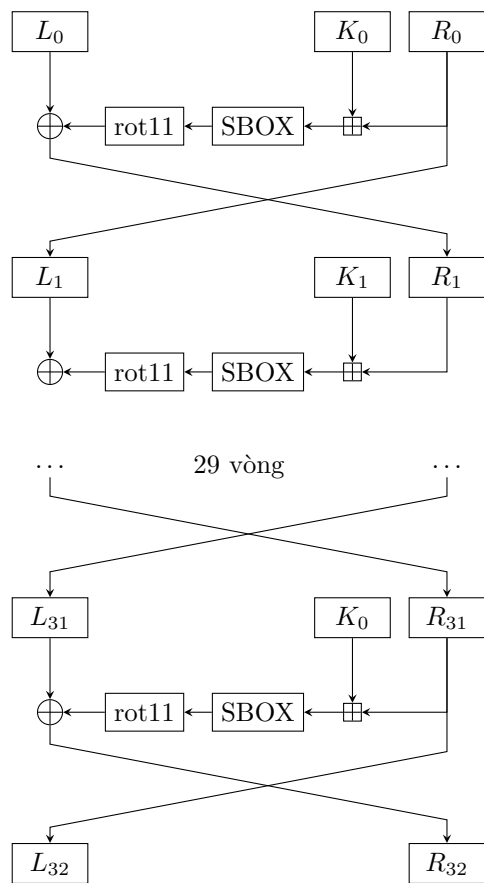 L₀ K₀ R₀
rot11 SBOX
L₁ K₁ R₁
rot11 SBOX
... 29 vòng ...
L₃₁ K₀ R₃₁
rot11 SBOX
L₃₂ R₃₂